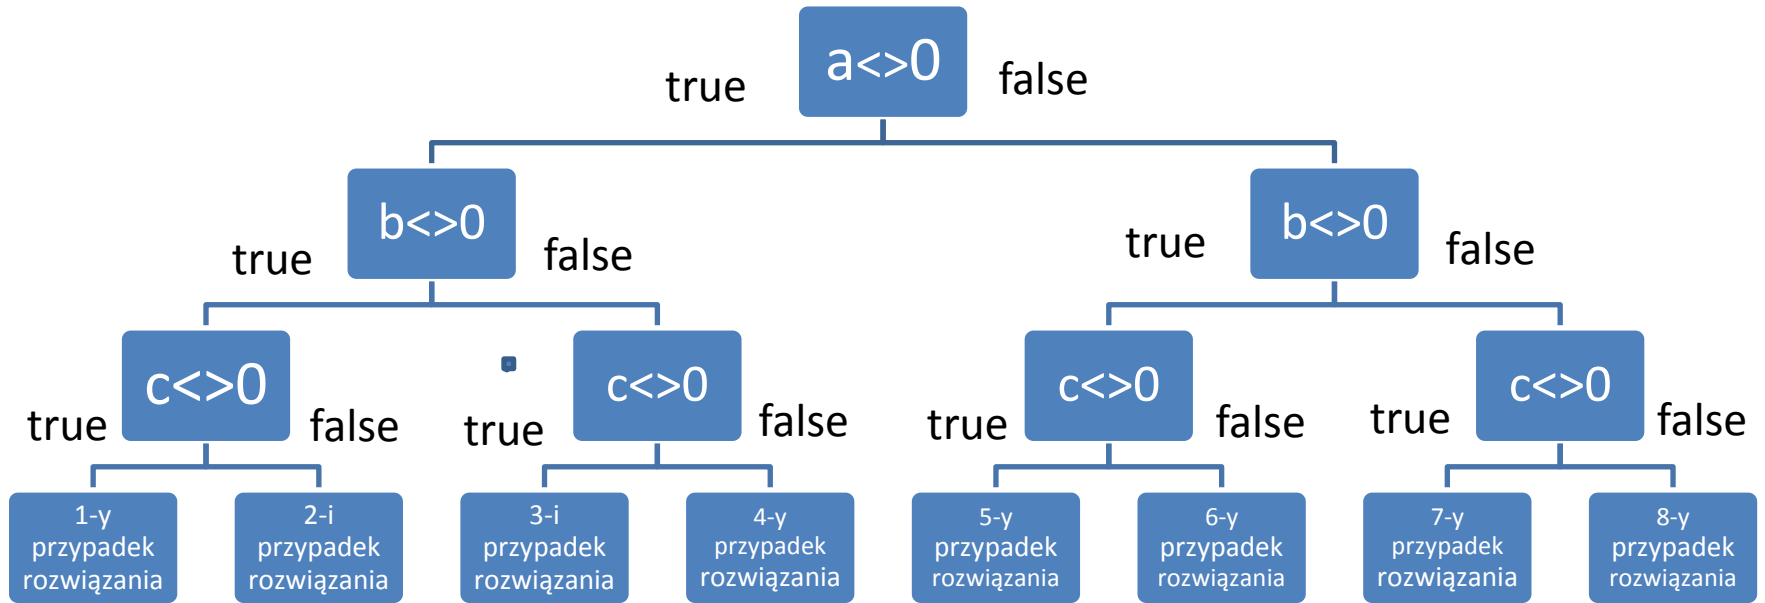 a<>0
true
false
b<>0
b<>0
true
false
true
false
c<>0
c<>0
c<>0
c<>0
true
false
true
false
true
false
true
false
1-y
przypadek
rozwiązania
2-i
przypadek
rozwiązania
3-i
przypadek
rozwiązania
4-y
przypadek
rozwiązania
5-y
przypadek
rozwiązania
6-y
przypadek
rozwiązania
7-y
przypadek
rozwiązania
8-y
przypadek
rozwiązania